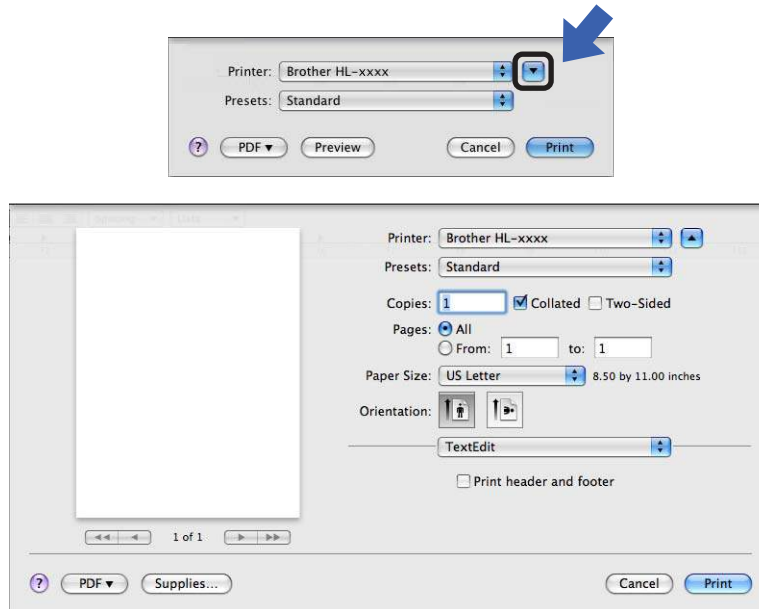 Printer: Brother HL-xxxx
Presets: Standard
? PDF▼ Preview Cancel Print
Printer: Brother HL-xxxx
Presets: Standard
Copies: 1 Collated Two-Sided
Pages: All
From: 1 to: 1
Paper Size: US Letter 8.50 by 11.00 inches
Orientation:
TextEdit
Print header and footer
1 of 1
? PDF▼ Supplies... Cancel Print